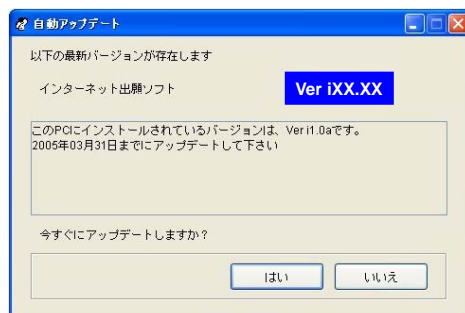 自動アップデート
以下の最新バージョンが存在します
インターネット出願ソフト
Ver iXX.XX
このPCにインストールされているバージョンは、Ver i1.0aです。
2005年03月31日までにアップデートして下さい
今すぐにアップデートしますか？
はい
いいえ